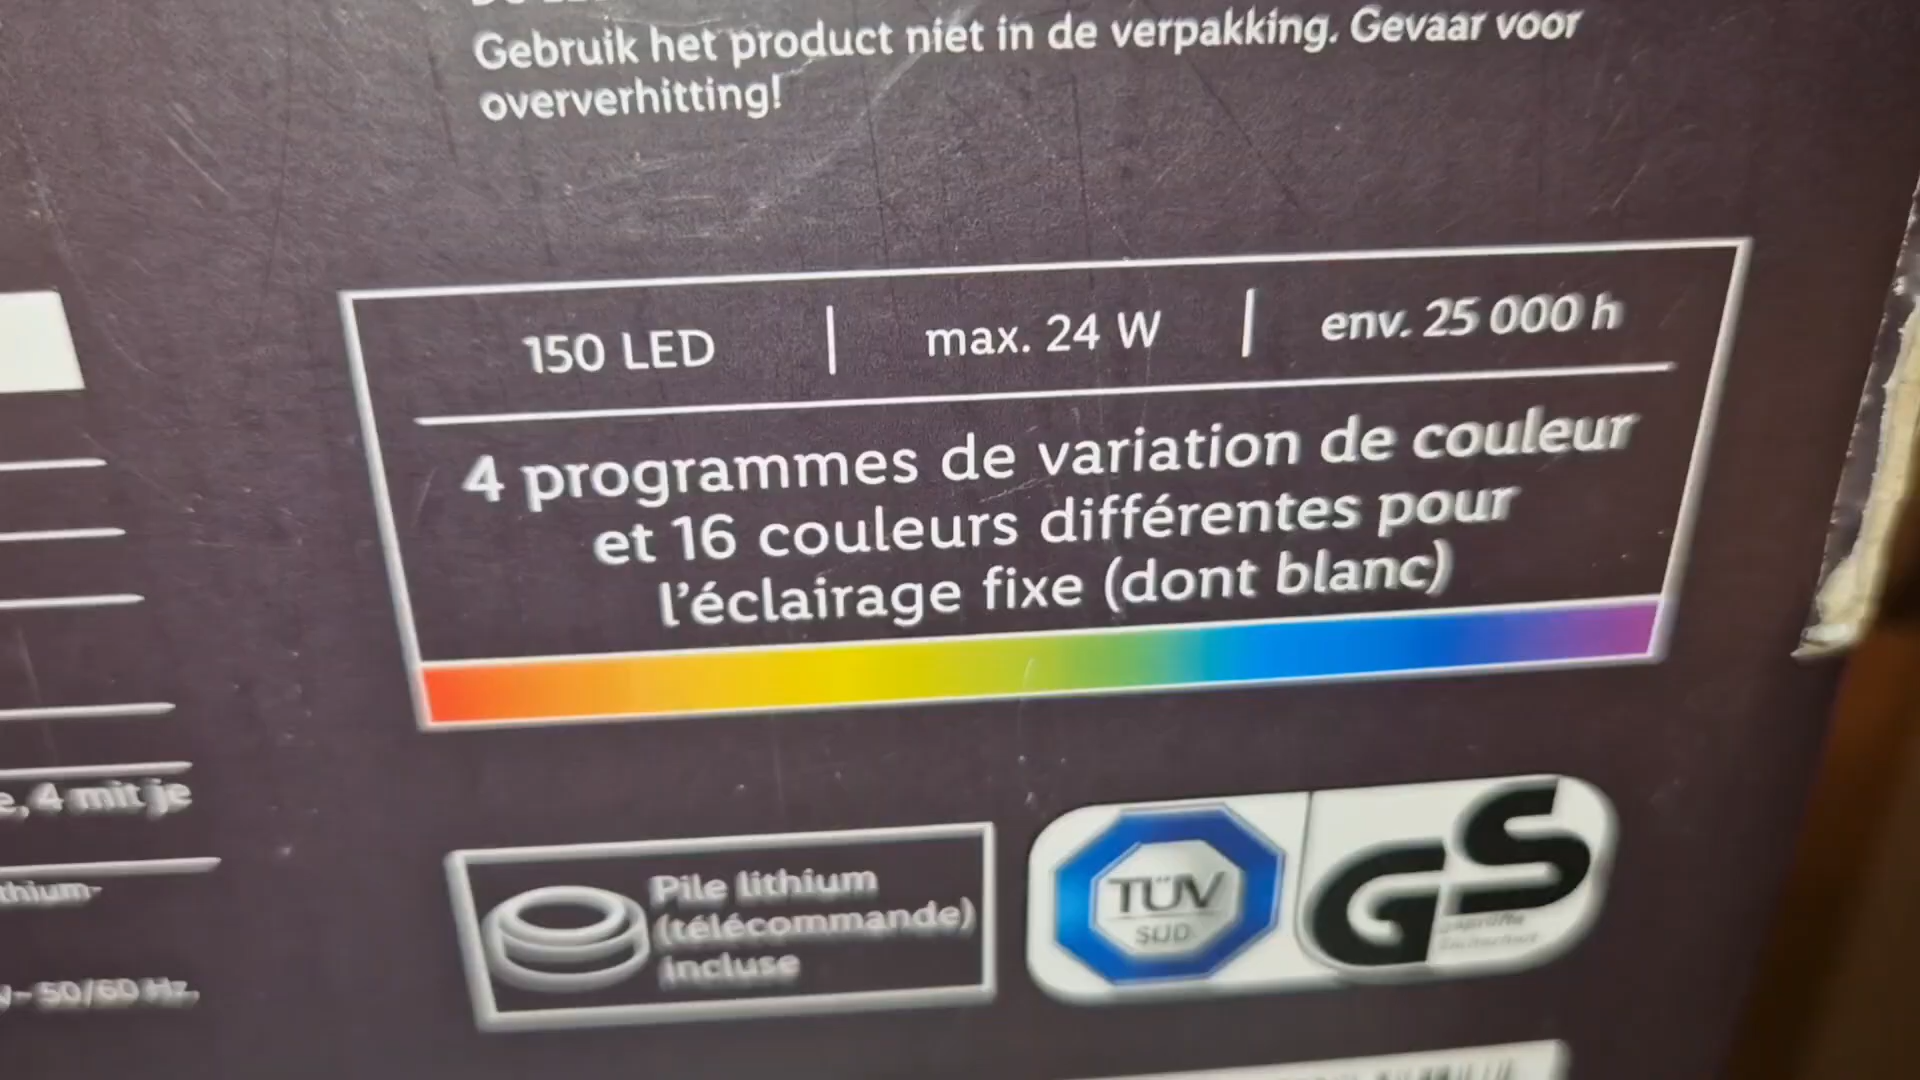 Gebruik het product niet in de verpakking. Gevaar voor
oververhitting!
150 LED | max. 24 W | env. 25 000 h
4 programmes de variation de couleur
et 16 couleurs différentes pour
l'éclairage fixe (dont blanc)
e, 4 mit je
thium-
50/60 Hz,
Pile lithium
(télécommande)
incluse
TÜV
SÜD
GS
geprüfte
Sicherheit